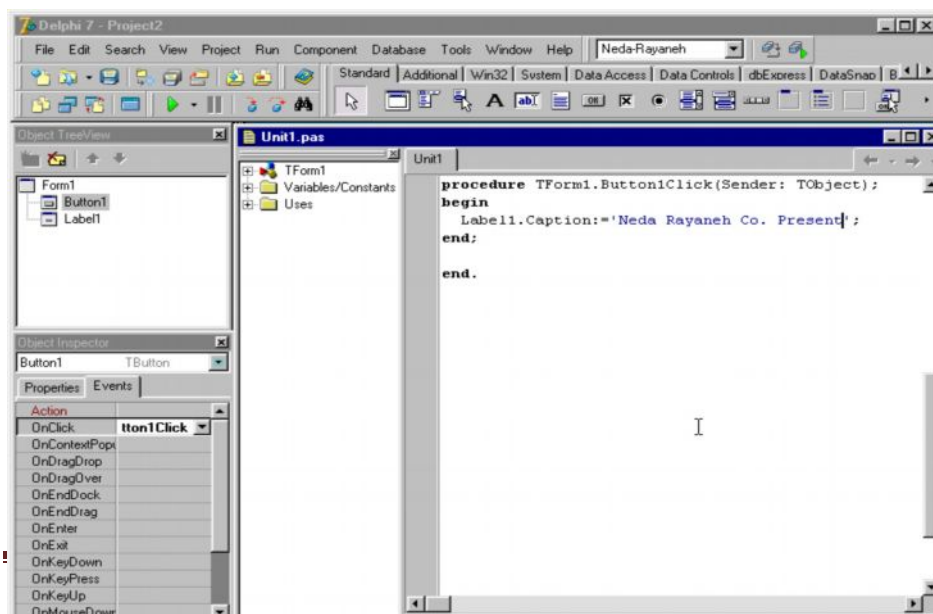 Delphi 7 - Project2
File Edit Search View Project Run Component Database Tools Window Help Neda-Rayaneh
Standard Additional Win32 System Data Access Data Controls dbExpress DataSnap B
Object TreeView
Form1
Button1
Label1
Object Inspector
Button1 TButton
Properties Events
Action
OnClick tton1Click
OnContextPopu
OnDragDrop
OnDragOver
OnEndDock
OnEndDrag
OnEnter
OnExit
OnKeyDown
OnKeyPress
OnKeyUp
OnMouseDown
Unit1.pas
TForm1
Variables/Constants
Uses
Unit1
procedure TForm1.Button1Click(Sender: TObject);
begin
Label1.Caption:='Neda Rayaneh Co. Present';
end;
end.